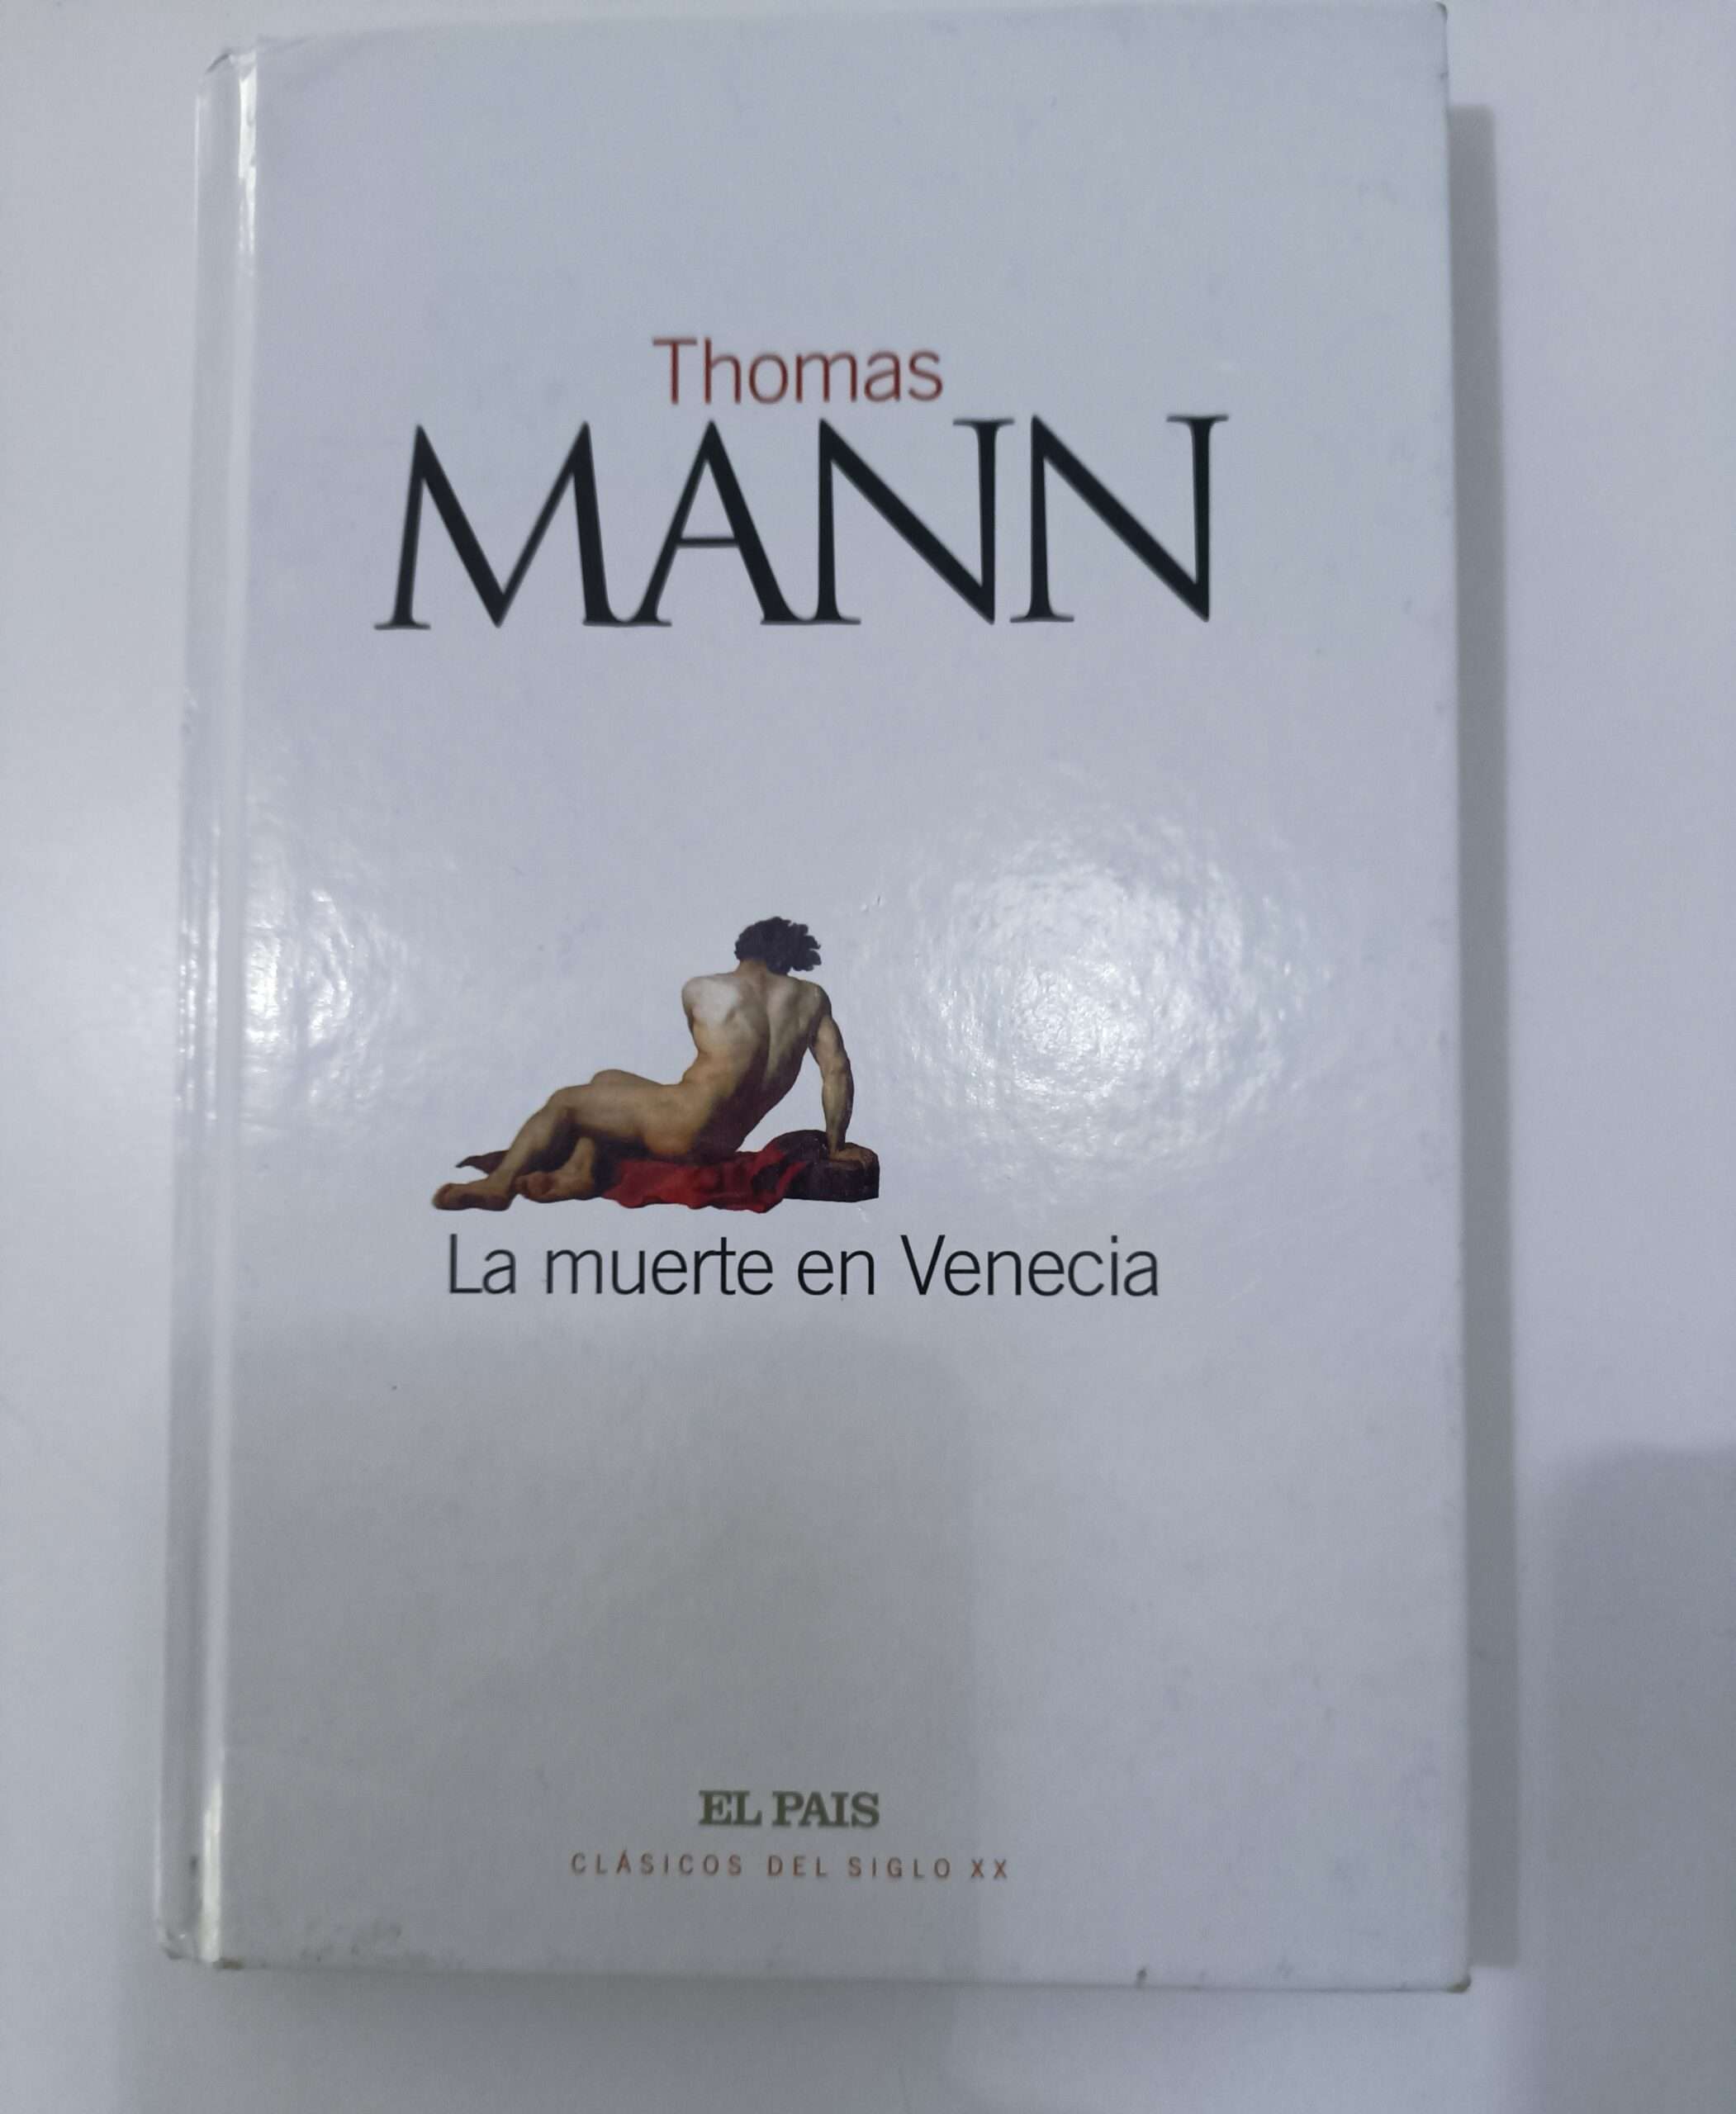 Thomas
MANN
La muerte en Venecia
EL PAIS
CLÁSICOS DEL SIGLO XX